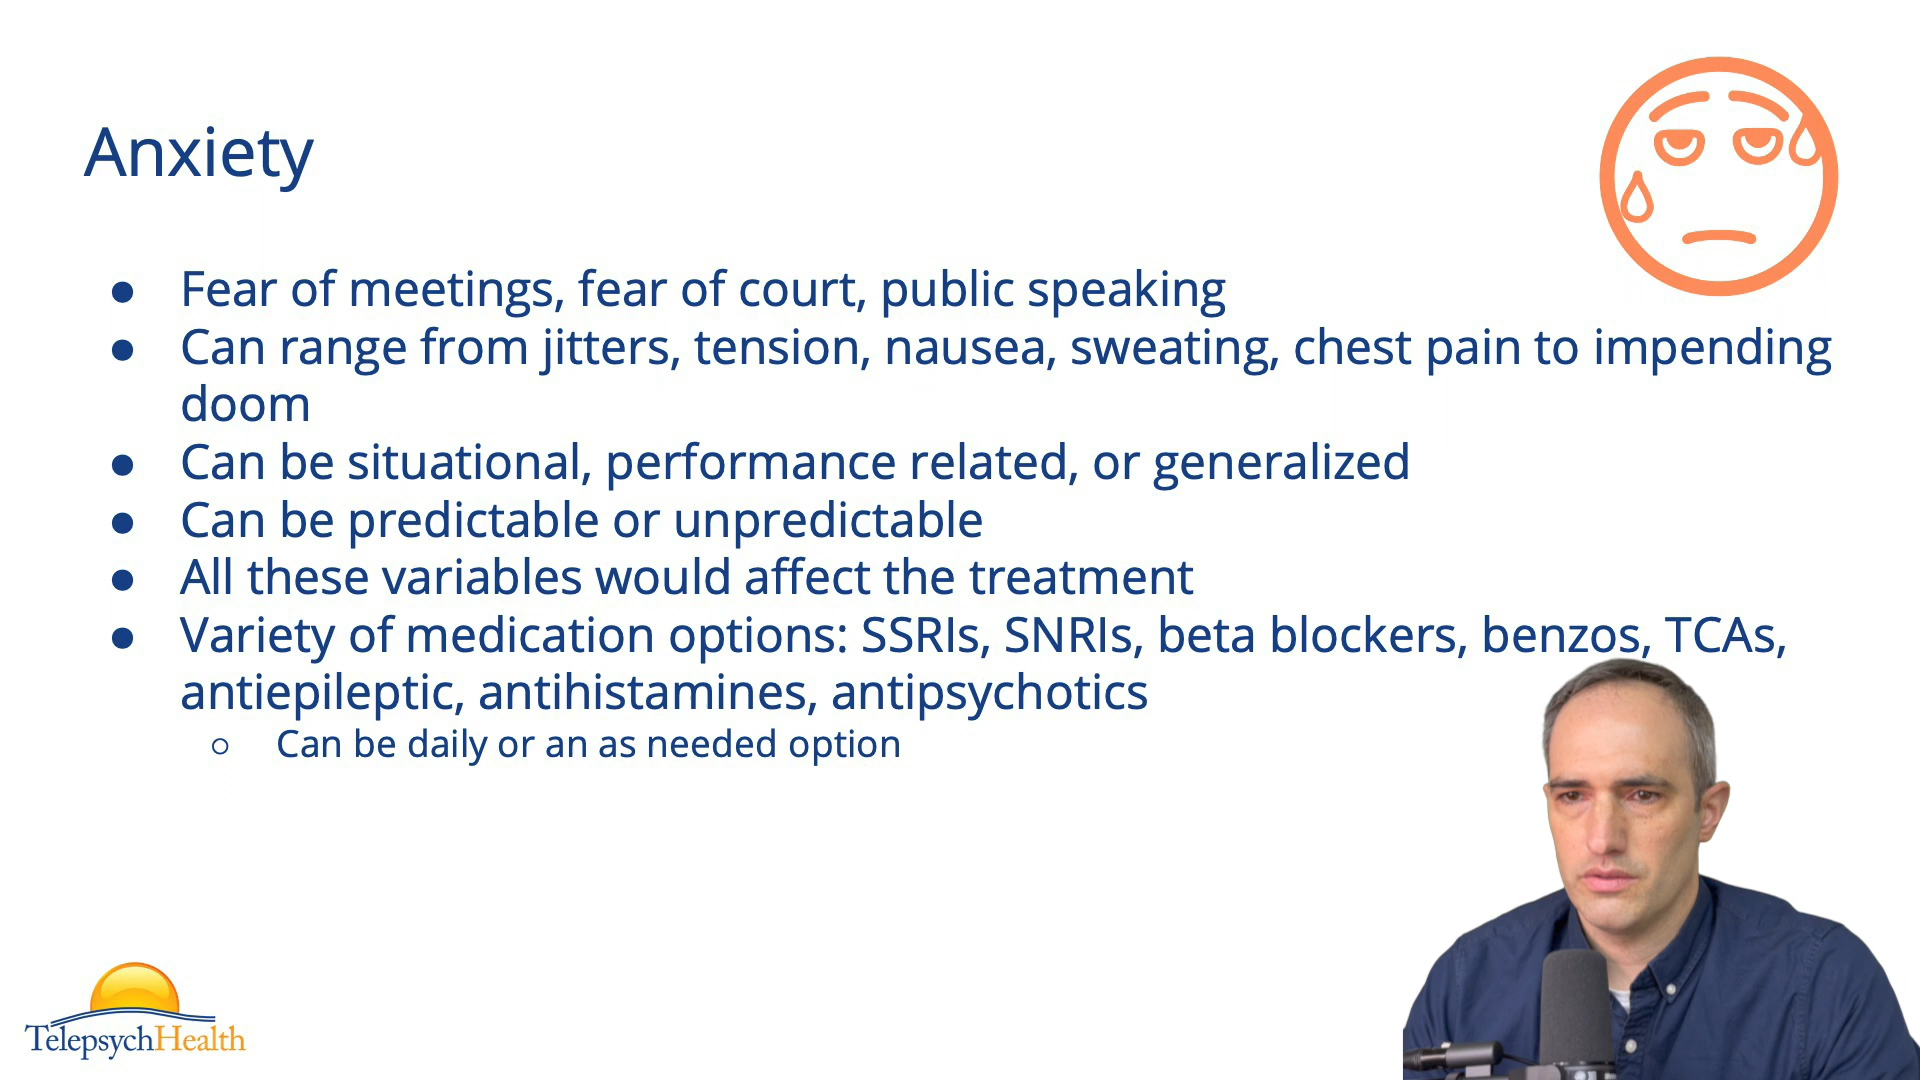 Anxiety
● Fear of meetings, fear of court, public speaking
● Can range from jitters, tension, nausea, sweating, chest pain to impending
doom
● Can be situational, performance related, or generalized
● Can be predictable or unpredictable
● All these variables would affect the treatment
● Variety of medication options: SSRIs, SNRIs, beta blockers, benzos, TCAs,
antiepileptic, antihistamines, antipsychotics
○ Can be daily or an as needed option
TelepsychHealth